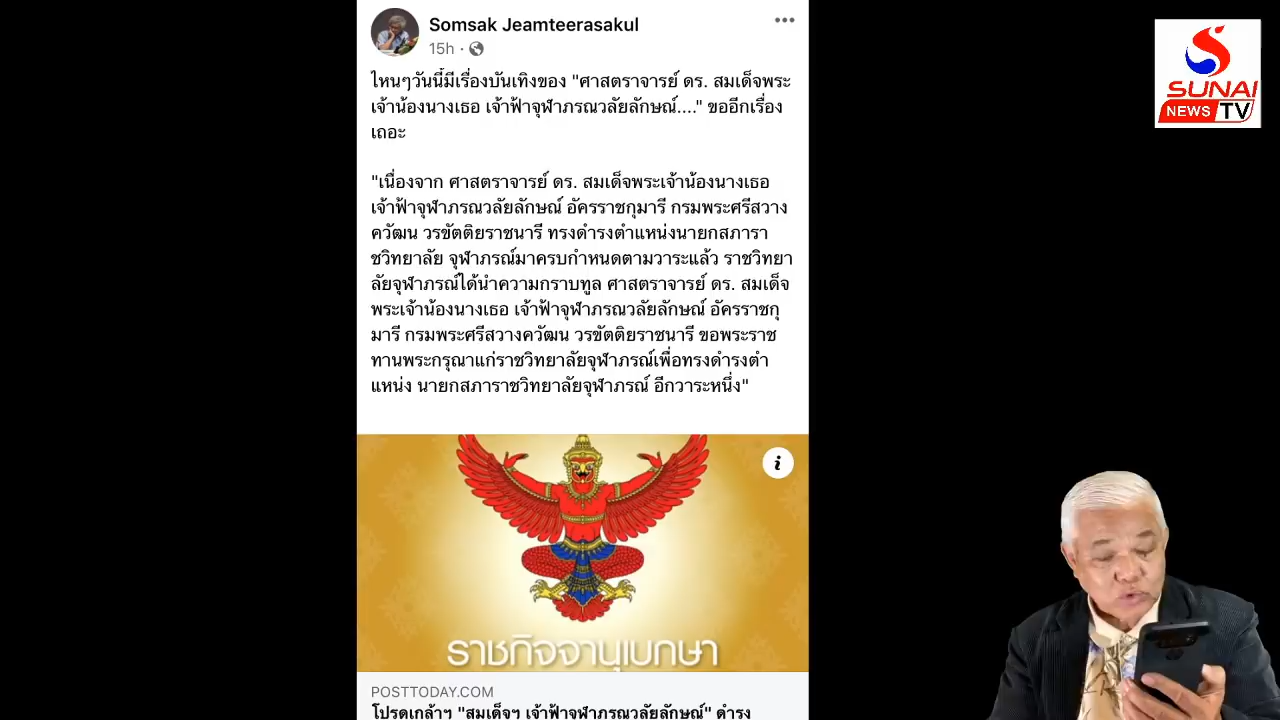 Somsak Jeamteerasakul
15h ·
SUNAI
NEWS TV
ไหนๆวันนี้มีเรื่องบันเทิงของ "ศาสตราจารย์ ดร. สมเด็จพระ
เจ้าน้องนางเธอ เจ้าฟ้าจุฬาภรณวลัยลักษณ์...." ขออีกเรื่อง
เถอะ
"เนื่องจาก ศาสตราจารย์ ดร. สมเด็จพระเจ้าน้องนางเธอ
เจ้าฟ้าจุฬาภรณวลัยลักษณ์ อัครราชกุมารี กรมพระศรีสวาง
ควัฒน วรขัตติยราชนารี ทรงดำรงตำแหน่งนายกสภารา
ชวิทยาลัย จุฬาภรณ์มาครบกำหนดตามวาระแล้ว ราชวิทยา
ลัยจุฬาภรณ์ได้นำความกราบทูล ศาสตราจารย์ ดร. สมเด็จ
พระเจ้าน้องนางเธอ เจ้าฟ้าจุฬาภรณวลัยลักษณ์ อัครราชกุ
มารี กรมพระศรีสวางควัฒน วรขัตติยราชนารี ขอพระราช
ทานพระกรุณาแก่ราชวิทยาลัยจุฬาภรณ์เพื่อทรงดำรงตำ
แหน่ง นายกสภาราชวิทยาลัยจุฬาภรณ์ อีกวาระหนึ่ง"
ราชกิจจานุเบกษา
POSTTODAY.COM
โปรดเกล้าฯ "สมเด็จฯ เจ้าฟ้าจุฬาภรณวลัยลักษณ์" ดำรง